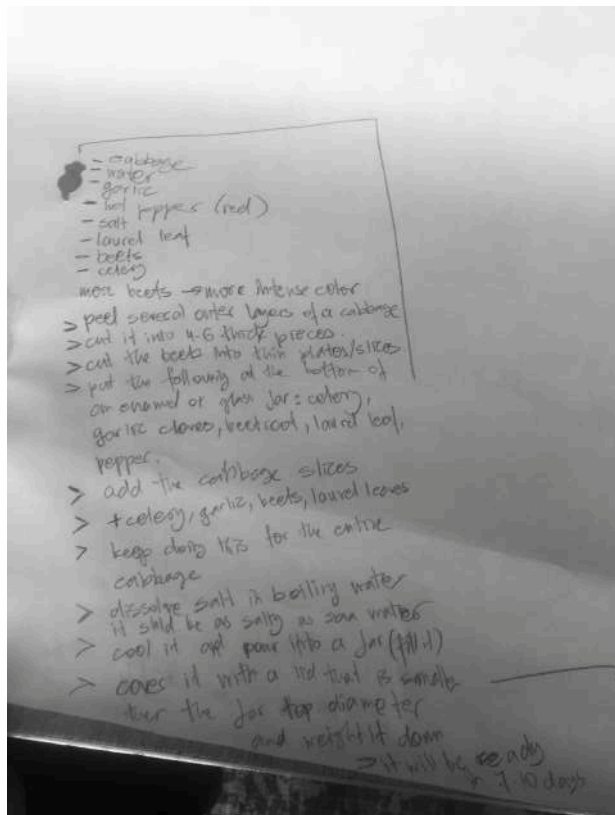 - cabbage
- water
- garlic
- hot pepper (red)
- salt
- laurel leaf
- beets
- celery
more beets → more intense color
> peel several outer layers of a cabbage
> cut it into 4-6 thick pieces.
> cut the beets into thin plates/slices
> put the following at the bottom of
an enamel or glass jar: celery,
garlic cloves, beetroot, laurel leaf,
pepper.
> add the cabbage slices
> + celery, garlic, beets, laurel leaves
> keep doing this for the entire
cabbage
> dissolve salt in boiling water
it shld be as salty as sea water
> cool it and pour it into a jar (fill it)
> cover it with a lid that is smaller
than the jar top diameter
and weight it down
> it will be ready
in 7 10 days